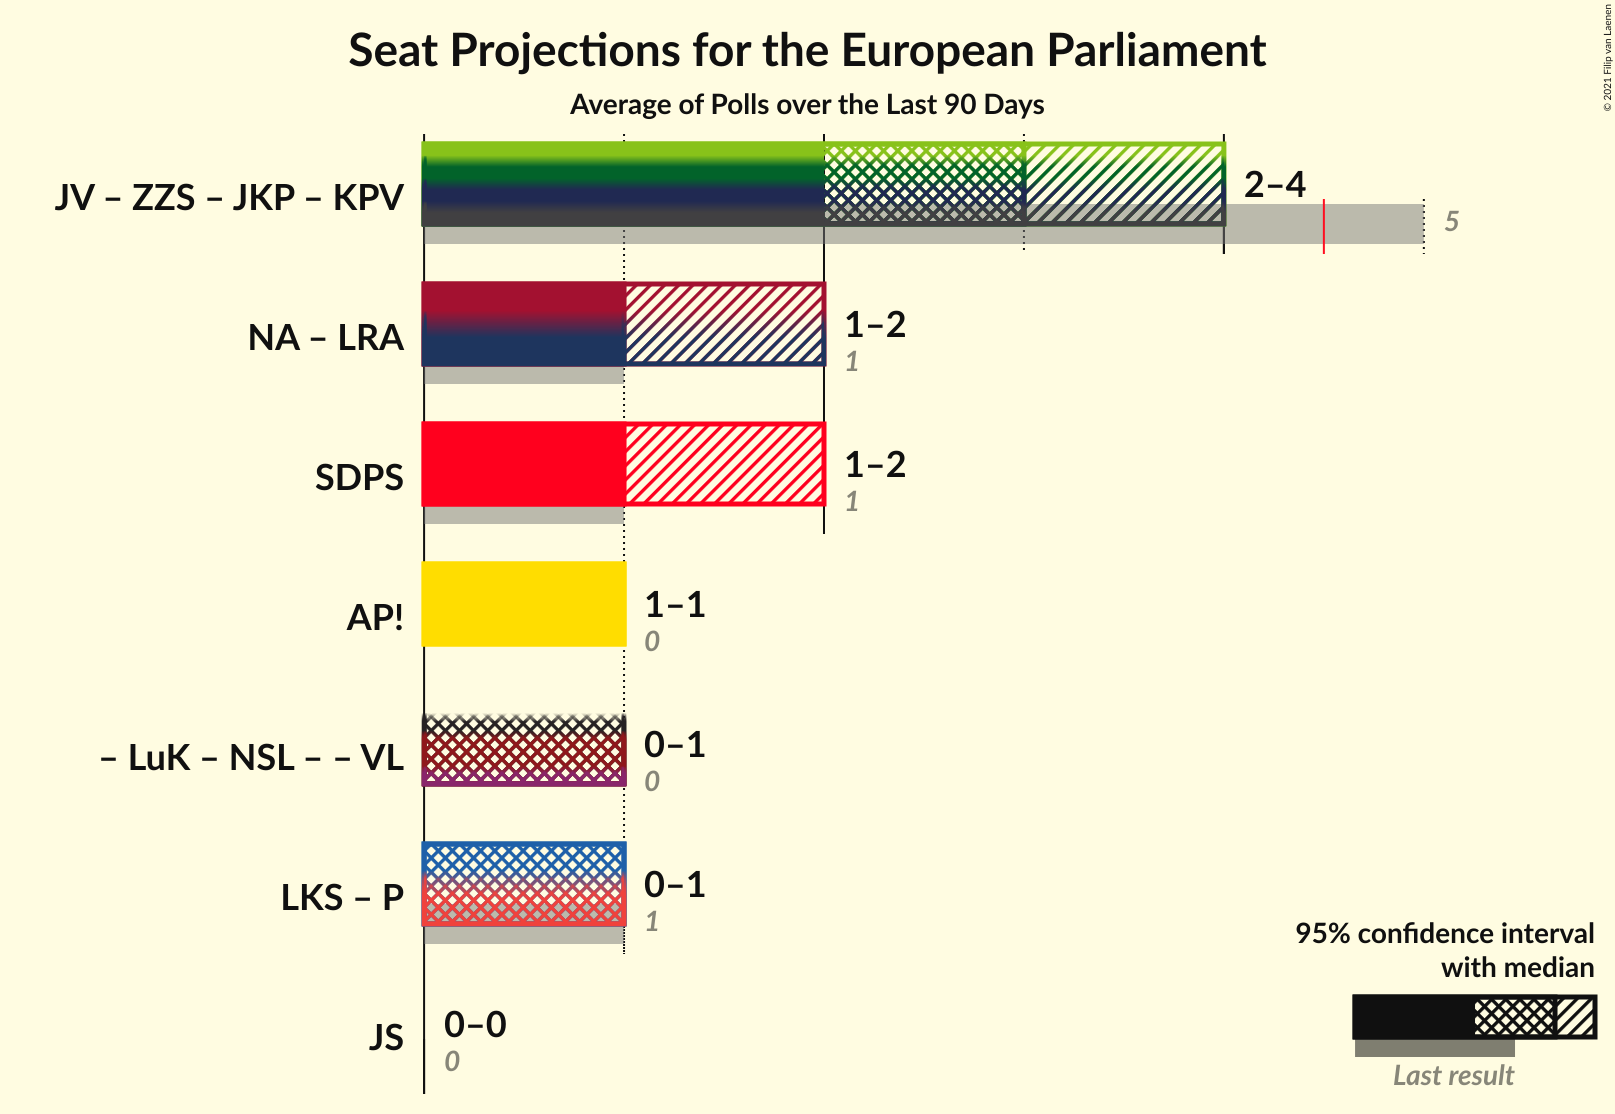 Seat Projections for the European Parliament
Average of Polls over the Last 90 Days
© 2021 Filip van Laenen
JV – ZZS – JKP – KPV
2–4
5
NA – LRA
1–2
1
SDPS
1–2
1
AP!
1–1
0
– LuK – NSL – – VL
0–1
0
LKS – P
0–1
1
JS
0–0
0
95% confidence interval
with median
Last result